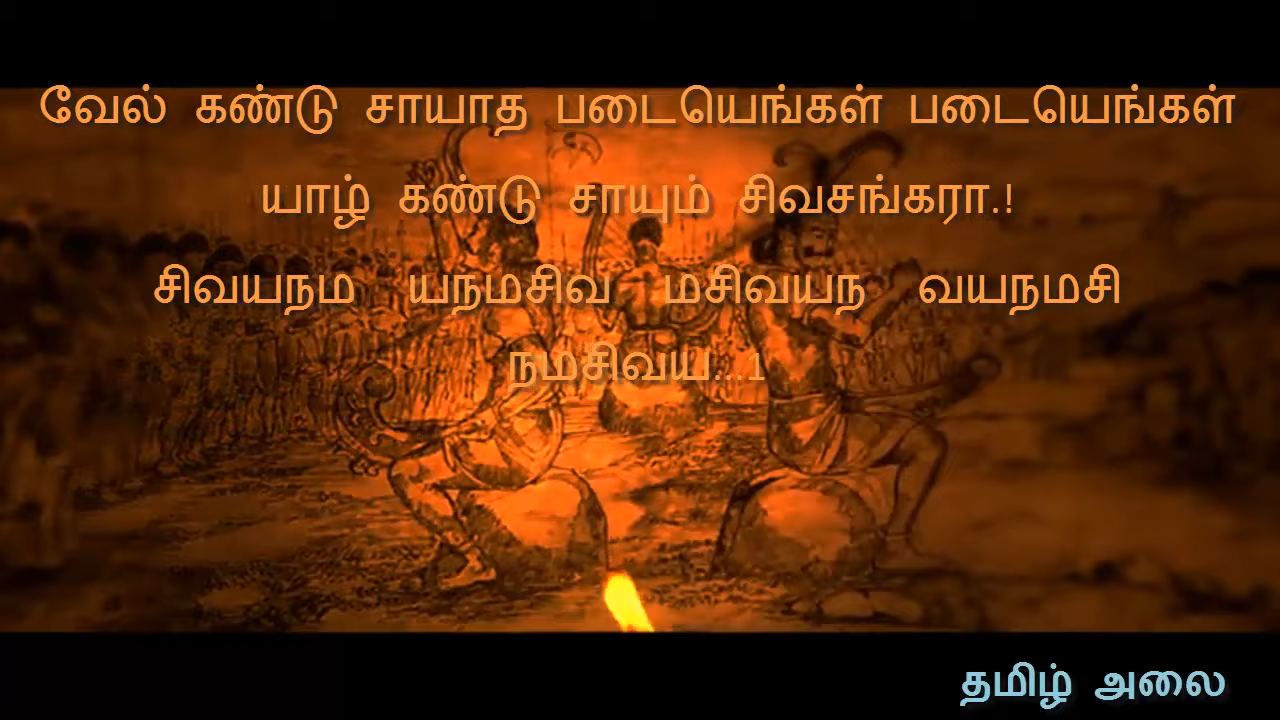 வேல் கண்டு சாயாத படையெங்கள் படையெங்கள்
யாழ் கண்டு சாயும் சிவசங்கரா.!
சிவயநம யநமசிவ மசிவயந வயநமசி
நமசிவய...1
தமிழ் அலை